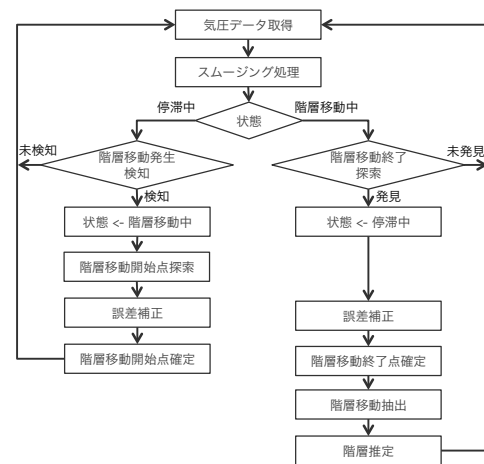 気圧データ取得
スムージング処理
停滞中
階層移動中
状態
未検知
階層移動発生
検知
階層移動終了
探索
未発見
検知
発見
状態 <- 階層移動中
状態 <- 停滞中
階層移動開始点探索
誤差補正
誤差補正
階層移動開始点確定
階層移動終了点確定
階層移動抽出
階層推定